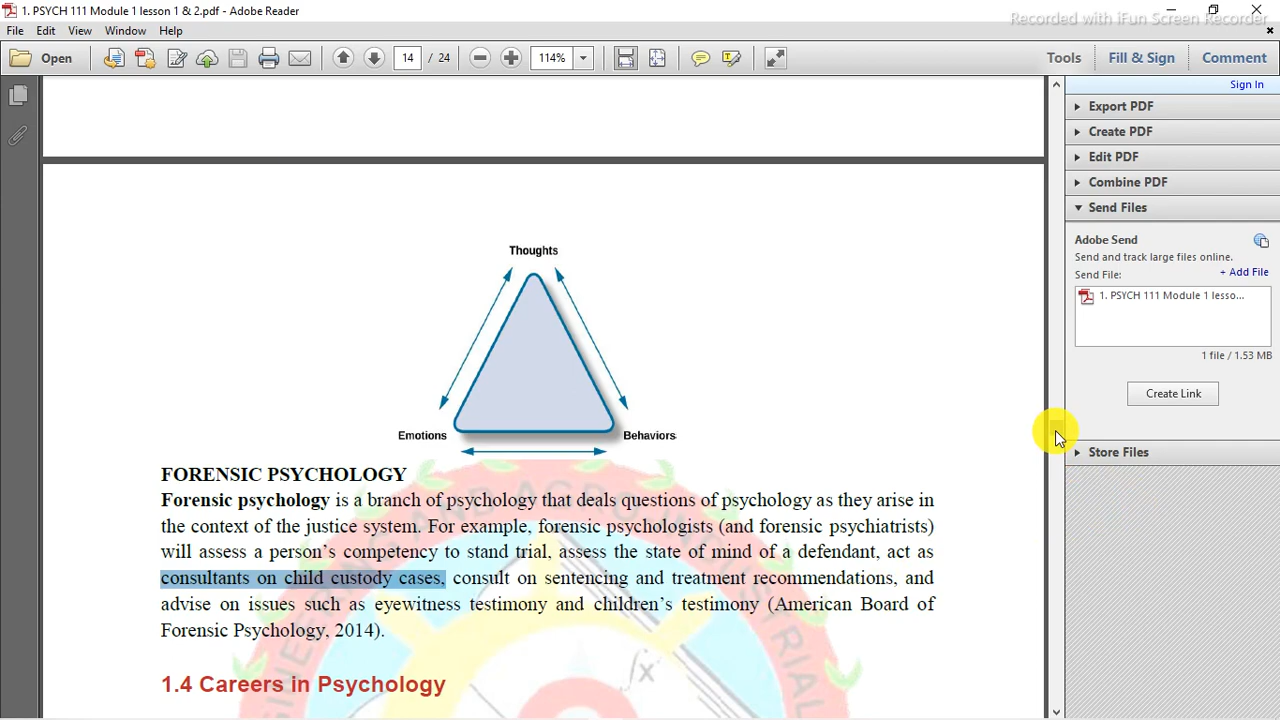 1. PSYCH 111 Module 1 lesson 1 & 2.pdf - Adobe Reader
Recorded with iFun Screen Recorder
File Edit View Window Help
Open 14 / 24 114% Tools Fill & Sign Comment
Sign In
Export PDF
Create PDF
Edit PDF
Combine PDF
Send Files
Adobe Send
Send and track large files online.
Send File:
+ Add File
1. PSYCH 111 Module 1 lesso...
1 file / 1.53 MB
Create Link
Store Files
Thoughts
Emotions
Behaviors
FORENSIC PSYCHOLOGY
Forensic psychology is a branch of psychology that deals questions of psychology as they arise in
the context of the justice system. For example, forensic psychologists (and forensic psychiatrists)
will assess a person’s competency to stand trial, assess the state of mind of a defendant, act as
consultants on child custody cases, consult on sentencing and treatment recommendations, and
advise on issues such as eyewitness testimony and children’s testimony (American Board of
Forensic Psychology, 2014).
1.4 Careers in Psychology